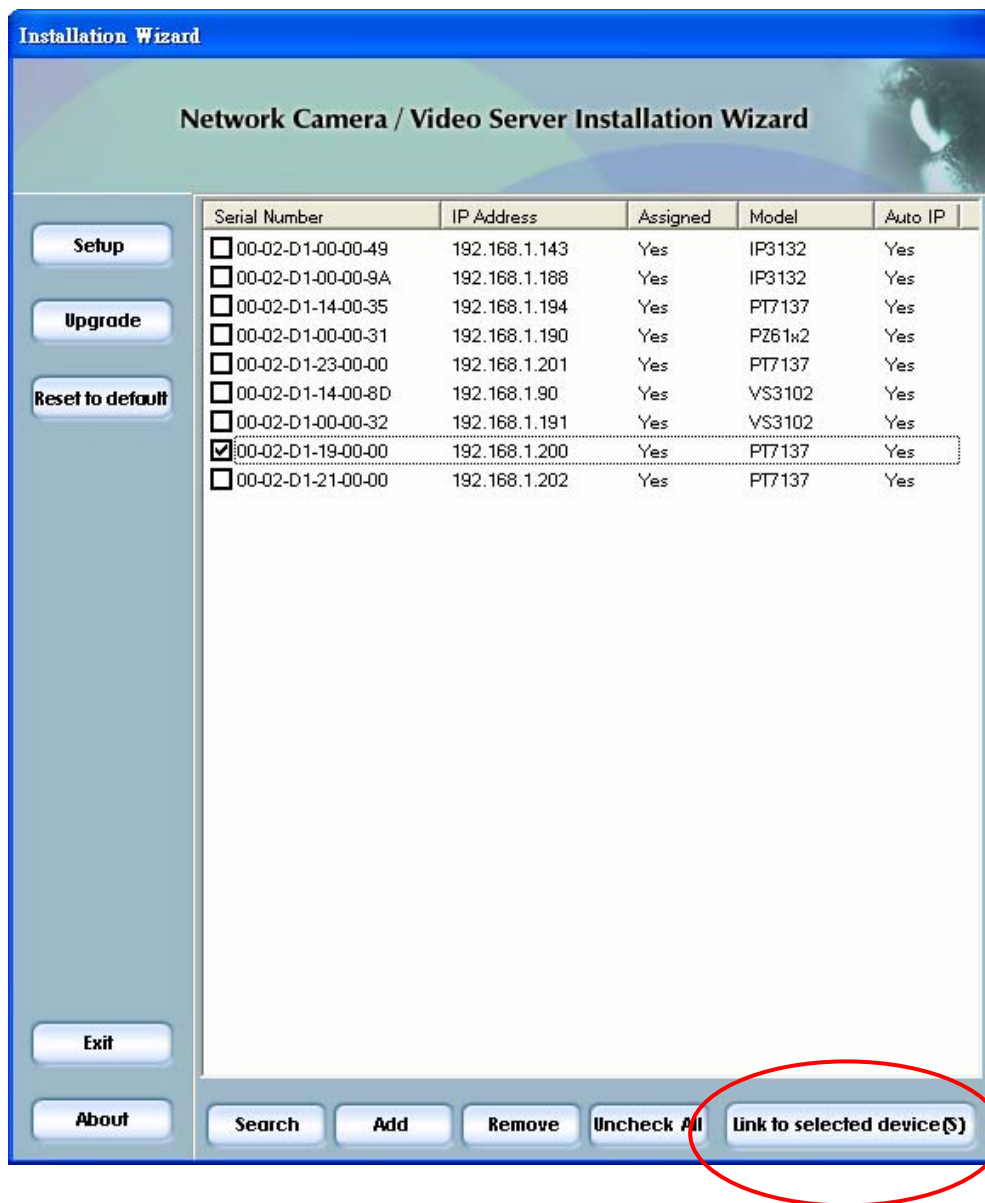 Installation Wizard
Network Camera / Video Server Installation Wizard
Setup
Upgrade
Reset to default
Exit
About
Serial Number IP Address Assigned Model Auto IP
00-02-D1-00-00-49 192.168.1.143 Yes IP3132 Yes
00-02-D1-00-00-9A 192.168.1.188 Yes IP3132 Yes
00-02-D1-14-00-35 192.168.1.194 Yes PT7137 Yes
00-02-D1-00-00-31 192.168.1.190 Yes PZ61x2 Yes
00-02-D1-23-00-00 192.168.1.201 Yes PT7137 Yes
00-02-D1-14-00-8D 192.168.1.90 Yes VS3102 Yes
00-02-D1-00-00-32 192.168.1.191 Yes VS3102 Yes
00-02-D1-19-00-00 192.168.1.200 Yes PT7137 Yes
00-02-D1-21-00-00 192.168.1.202 Yes PT7137 Yes
Search Add Remove Uncheck All Link to selected device(S)